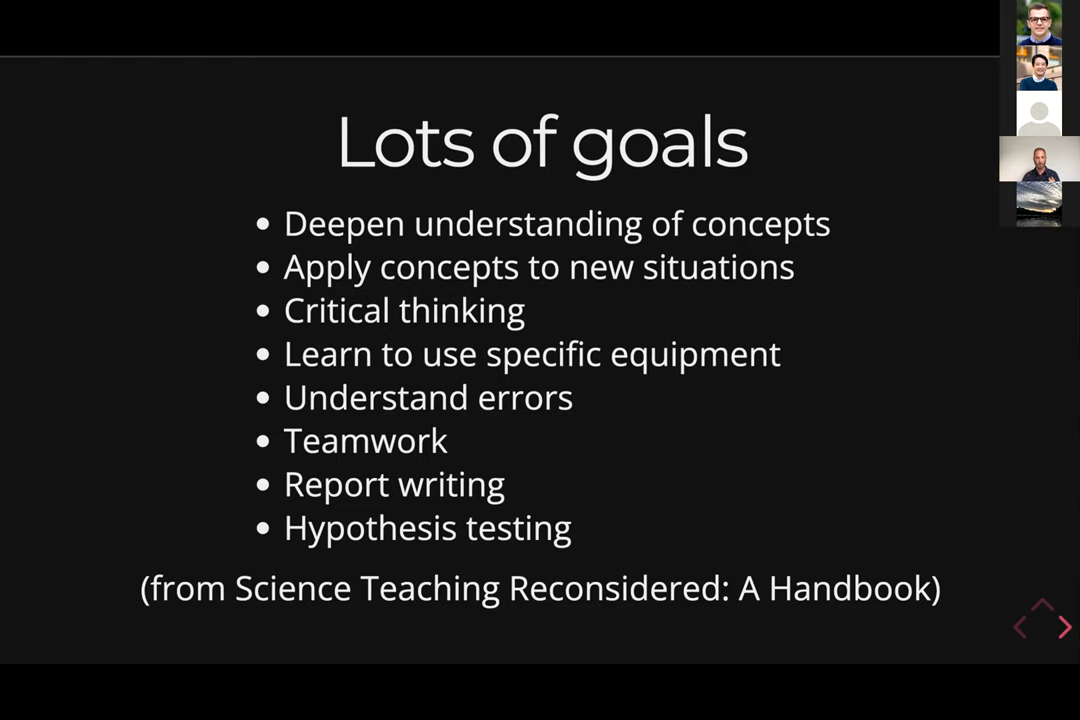 Lots of goals
• Deepen understanding of concepts
• Apply concepts to new situations
• Critical thinking
• Learn to use specific equipment
• Understand errors
• Teamwork
• Report writing
• Hypothesis testing
(from Science Teaching Reconsidered: A Handbook)